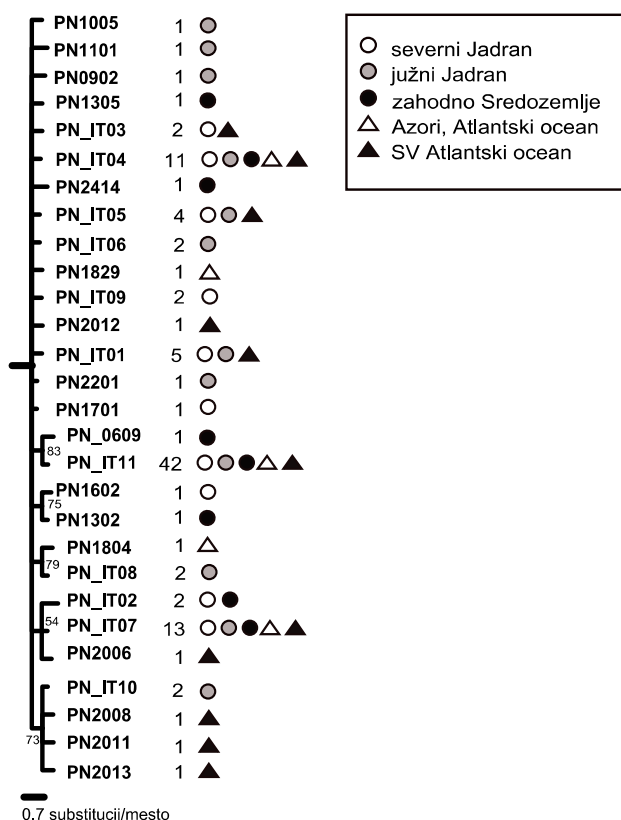 PN1005 1
PN1101 1
PN0902 1
PN1305 1
PN_IT03 2
PN_IT04 11
PN2414 1
PN_IT05 4
PN_IT06 2
PN1829 1
PN_IT09 2
PN2012 1
PN_IT01 5
PN2201 1
PN1701 1
PN_0609 1
83
PN_IT11 42
PN1602 1
75
PN1302 1
PN1804 1
79
PN_IT08 2
PN_IT02 2
54
PN_IT07 13
PN2006 1
PN_IT10 2
PN2008 1
73
PN2011 1
PN2013 1
0.7 substitucii/mesto
severni Jadran
južni Jadran
zahodno Sredozemlje
Azori, Atlantski ocean
SV Atlantski ocean